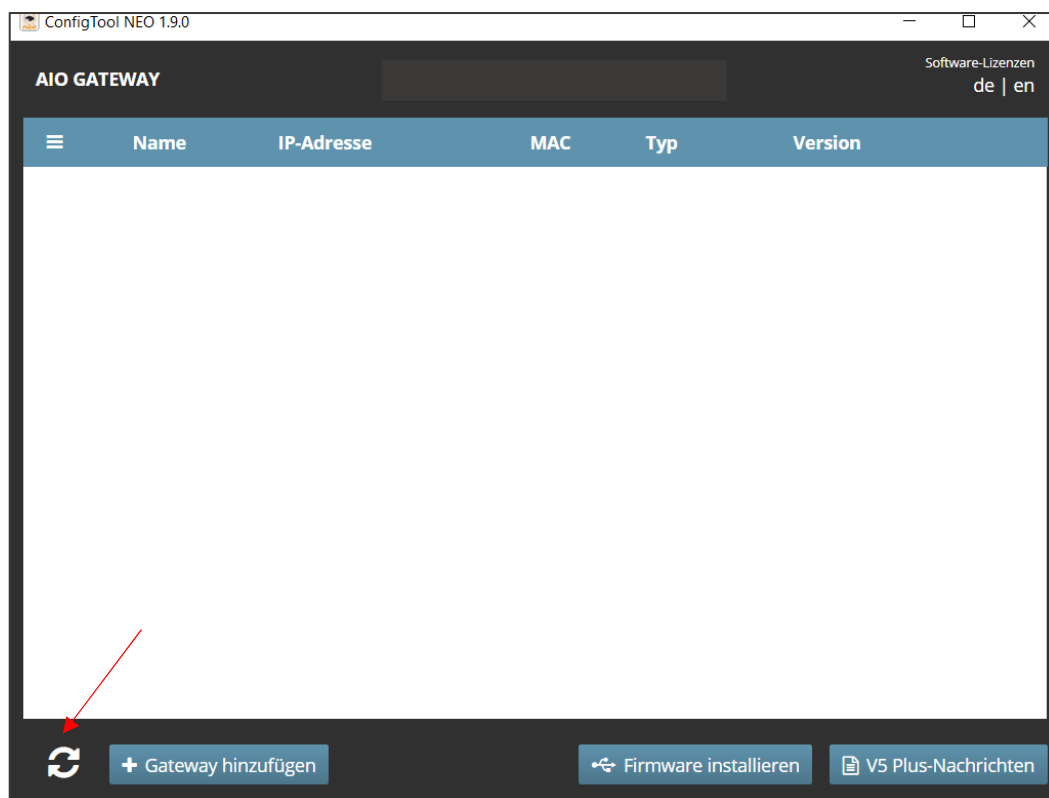 ConfigTool NEO 1.9.0
AIO GATEWAY
Software-Lizenzen
de | en
Name IP-Adresse MAC Typ Version
+ Gateway hinzufügen Firmware installieren V5 Plus-Nachrichten